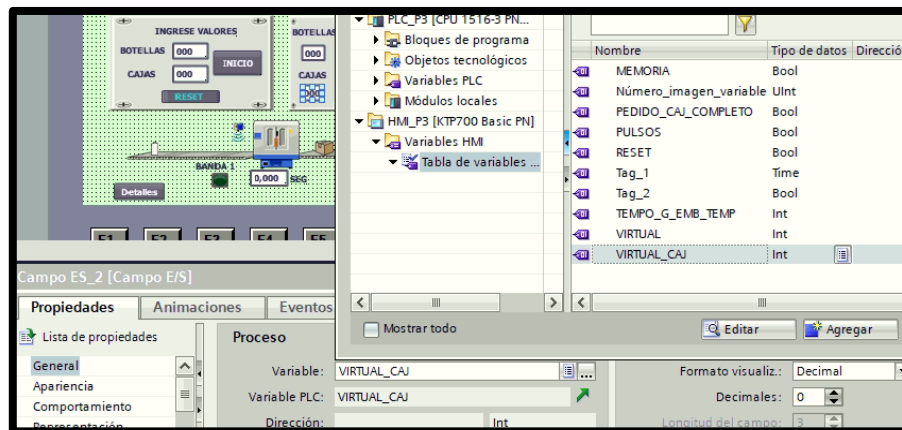 INGRESE VALORES
BOTELLAS 000
INICIO
CAJAS 000
RESET
BOTELLAS
000
CAJAS
000
BANDA 1
0,000 SEG
Detalles
F1 F2 F3 F4 F5
PLC_P3 [CPU 1516-3 PN...
Bloques de programa
Objetos tecnológicos
Variables PLC
Módulos locales
HMI_P3 [KTP700 Basic PN]
Variables HMI
Tabla de variables ...
Nombre Tipo de datos Direcció
MEMORIA Bool
Número_imagen_variable UInt
PEDIDO_CAJ_COMPLETO Bool
PULSOS Bool
RESET Bool
Tag_1 Time
Tag_2 Bool
TEMPO_G_EMB_TEMP Int
VIRTUAL Int
VIRTUAL_CAJ Int
Mostrar todo
Editar
Agregar
Campo ES_2 [Campo E/S]
Propiedades Animaciones Eventos
Lista de propiedades
General
Apariencia
Comportamiento
Representación
Proceso
Variable: VIRTUAL_CAJ ...
Variable PLC: VIRTUAL_CAJ
Dirección: Int
Formato visualiz.: Decimal
Decimales: 0
Longitud del campo: 3